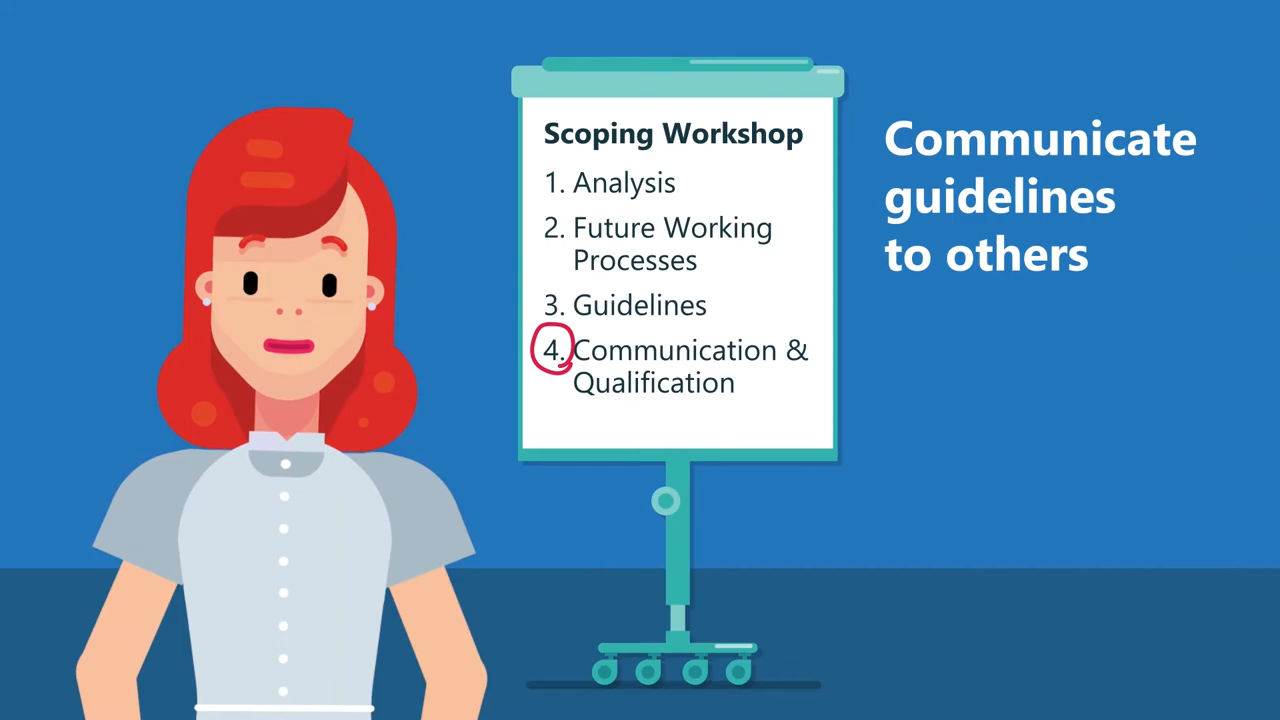 Scoping Workshop
1. Analysis
2. Future Working
Processes
3. Guidelines
4. Communication &
Qualification
Communicate
guidelines
to others